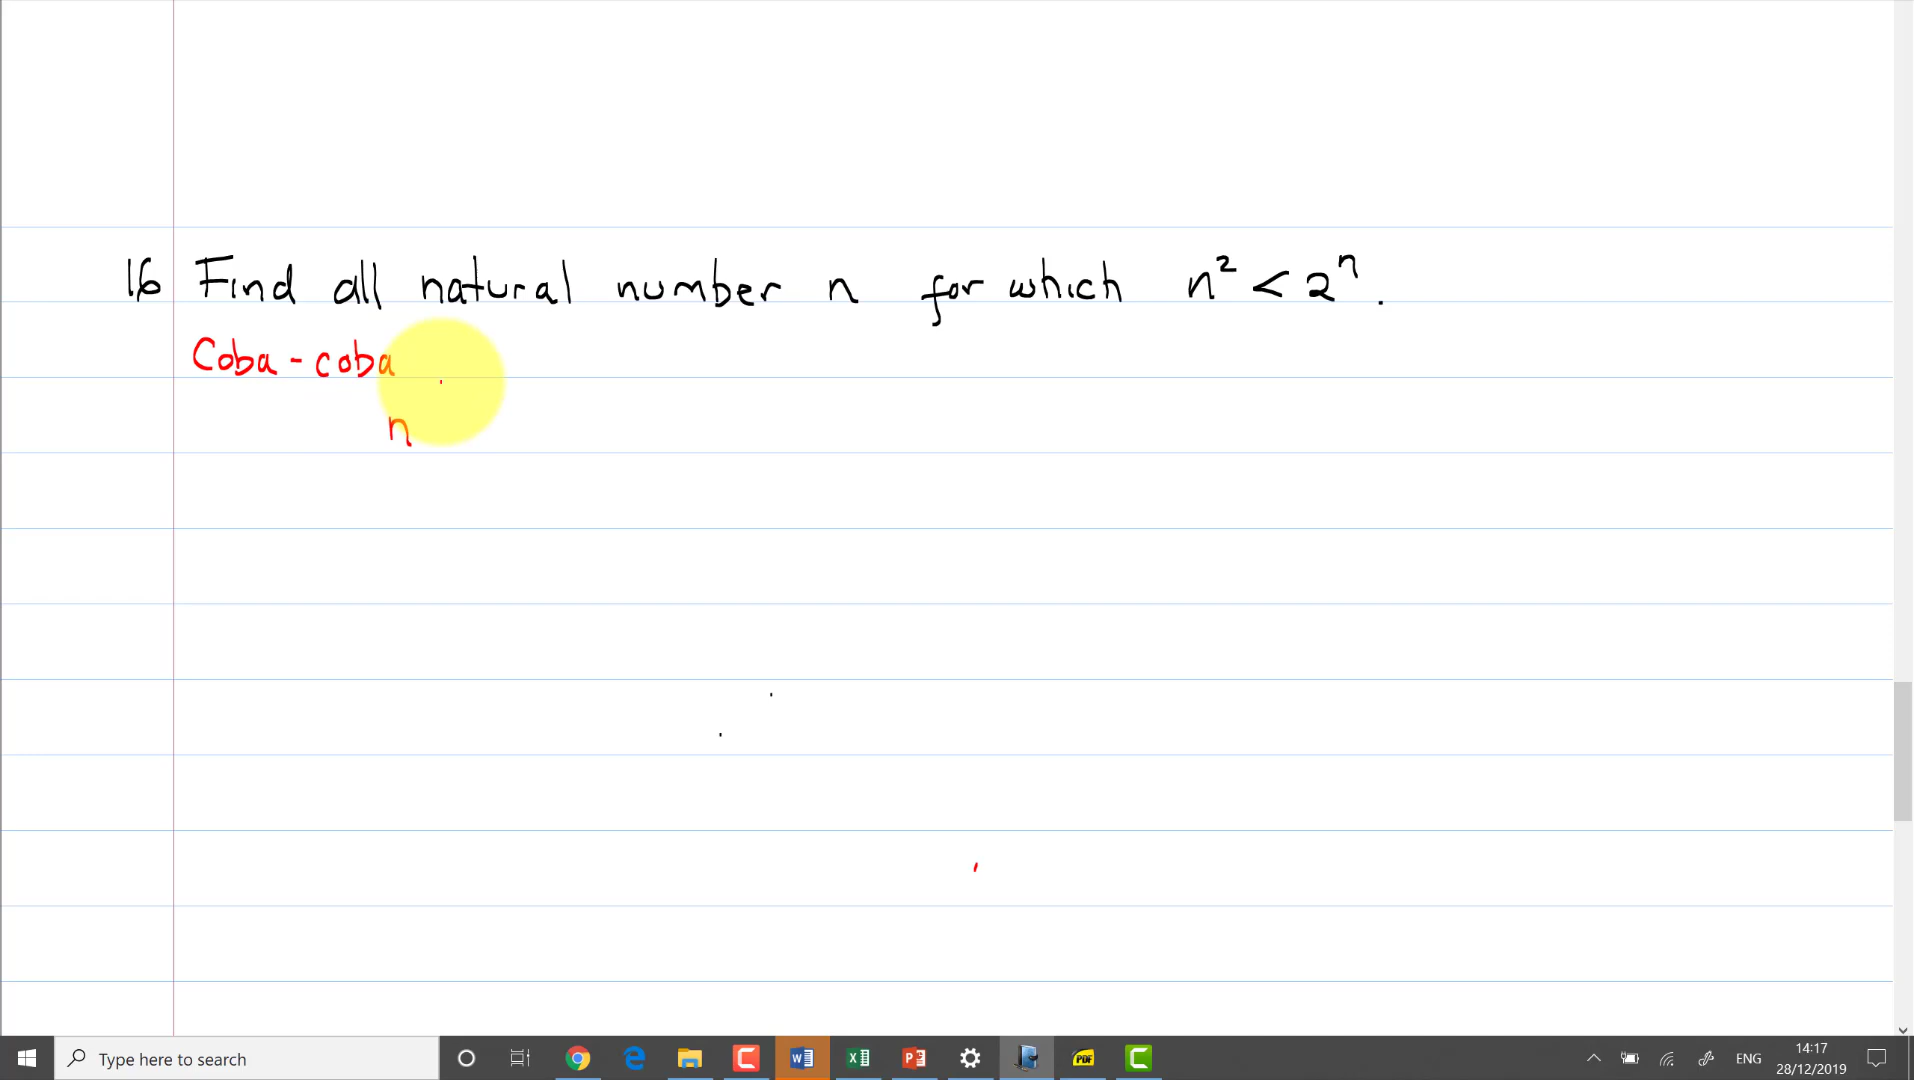 16 Find all natural number n for which n² < 2ⁿ.
Coba - coba
n
Type here to search
ENG
14:17
28/12/2019